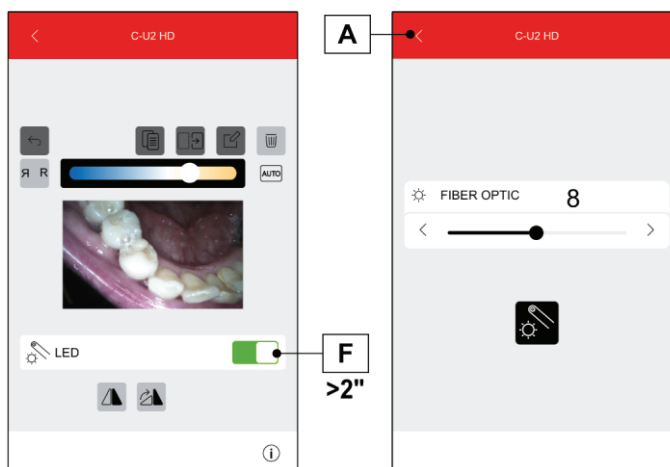 C-U2 HD
Я R
AUTO
LED
F
>2"
A
C-U2 HD
FIBER OPTIC 8